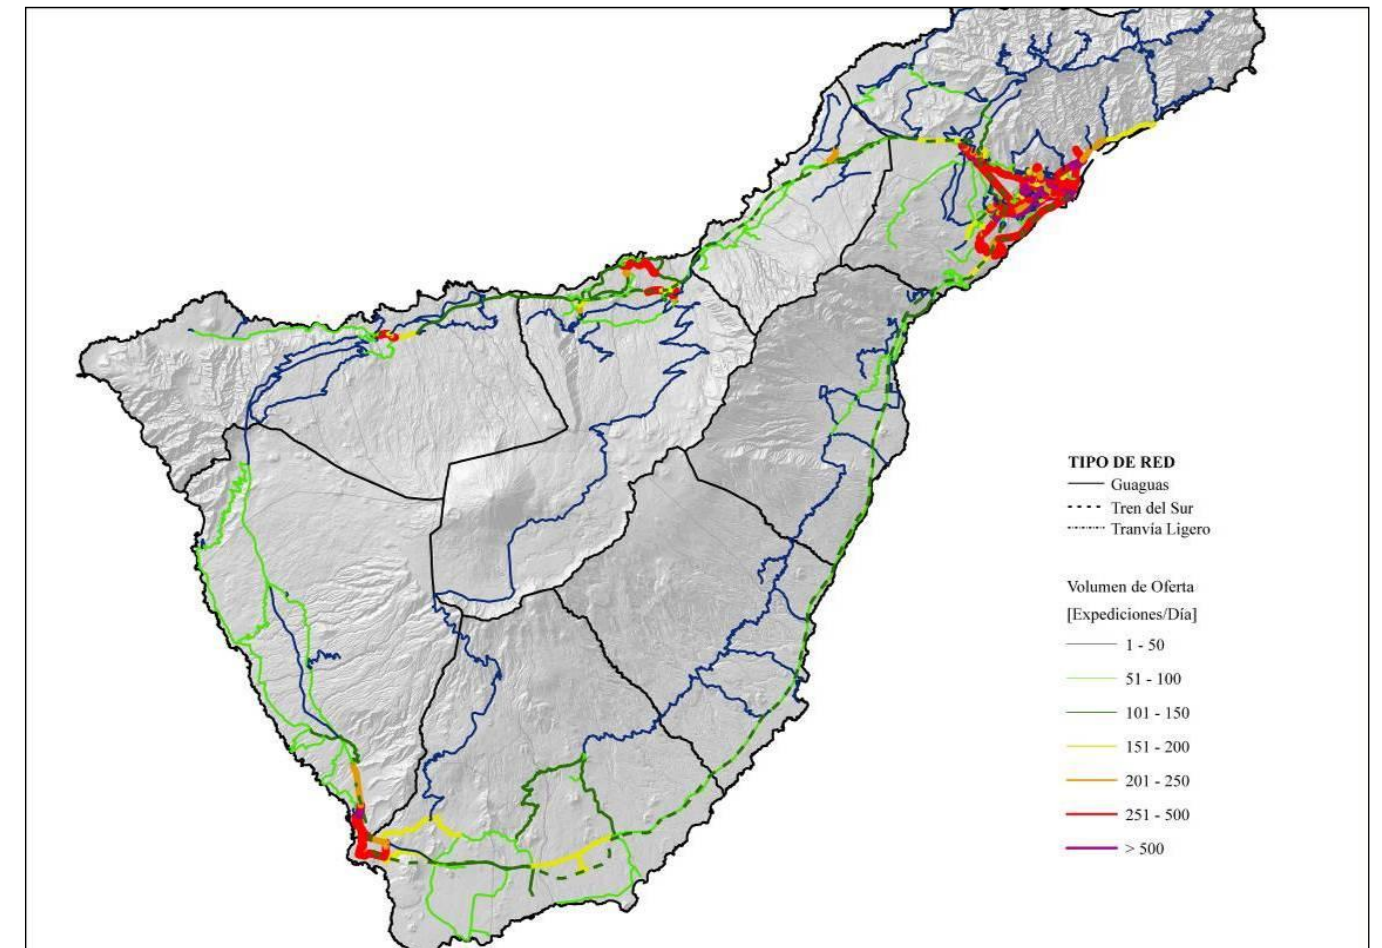 TIPO DE RED
Guaguas
Tren del Sur
Tranvía Ligero
Volumen de Oferta
[Expediciones/Día]
1 - 50
51 - 100
101 - 150
151 - 200
201 - 250
251 - 500
> 500